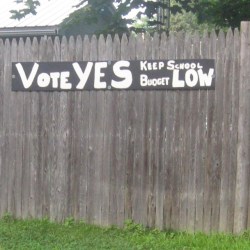 VOTE YES KEEP SCHOOL
BUDGET LOW